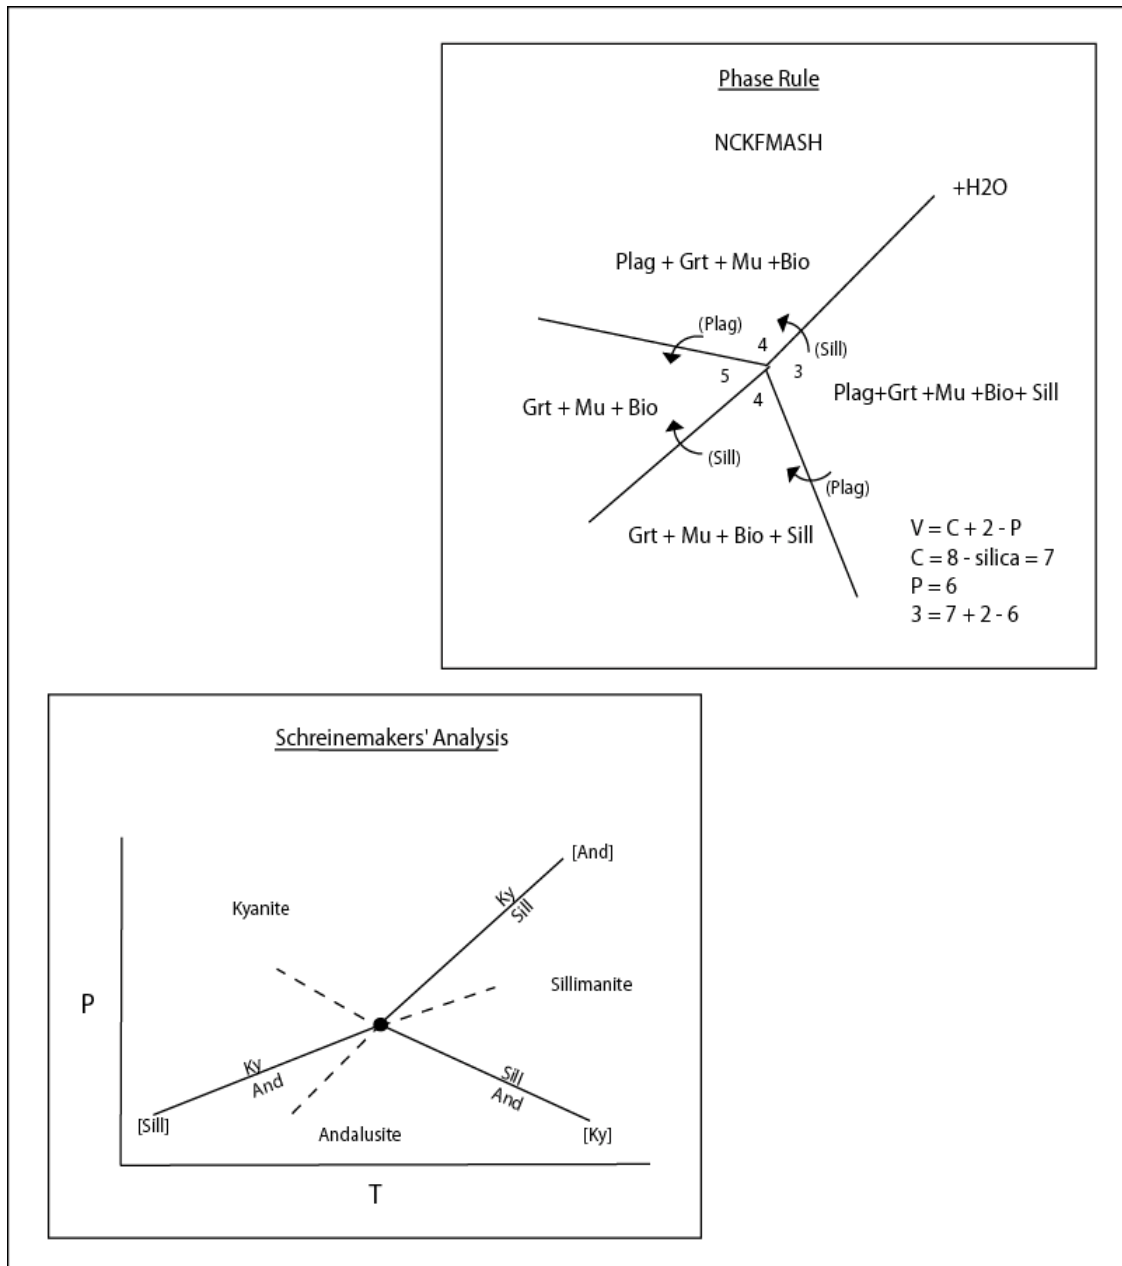 Phase Rule
NCKFMASH
+H2O
Plag + Grt + Mu +Bio
(Plag)
4
(Sill)
5
3
Grt + Mu + Bio
4
Plag+Grt +Mu +Bio+ Sill
(Sill)
(Plag)
Grt + Mu + Bio + Sill
V = C + 2 - P
C = 8 - silica = 7
P = 6
3 = 7 + 2 - 6
Schreinemakers' Analysis
[And]
Ky
Sill
Kyanite
Sillimanite
P
Ky
And
Sill
And
[Sill]
Andalusite
[Ky]
T